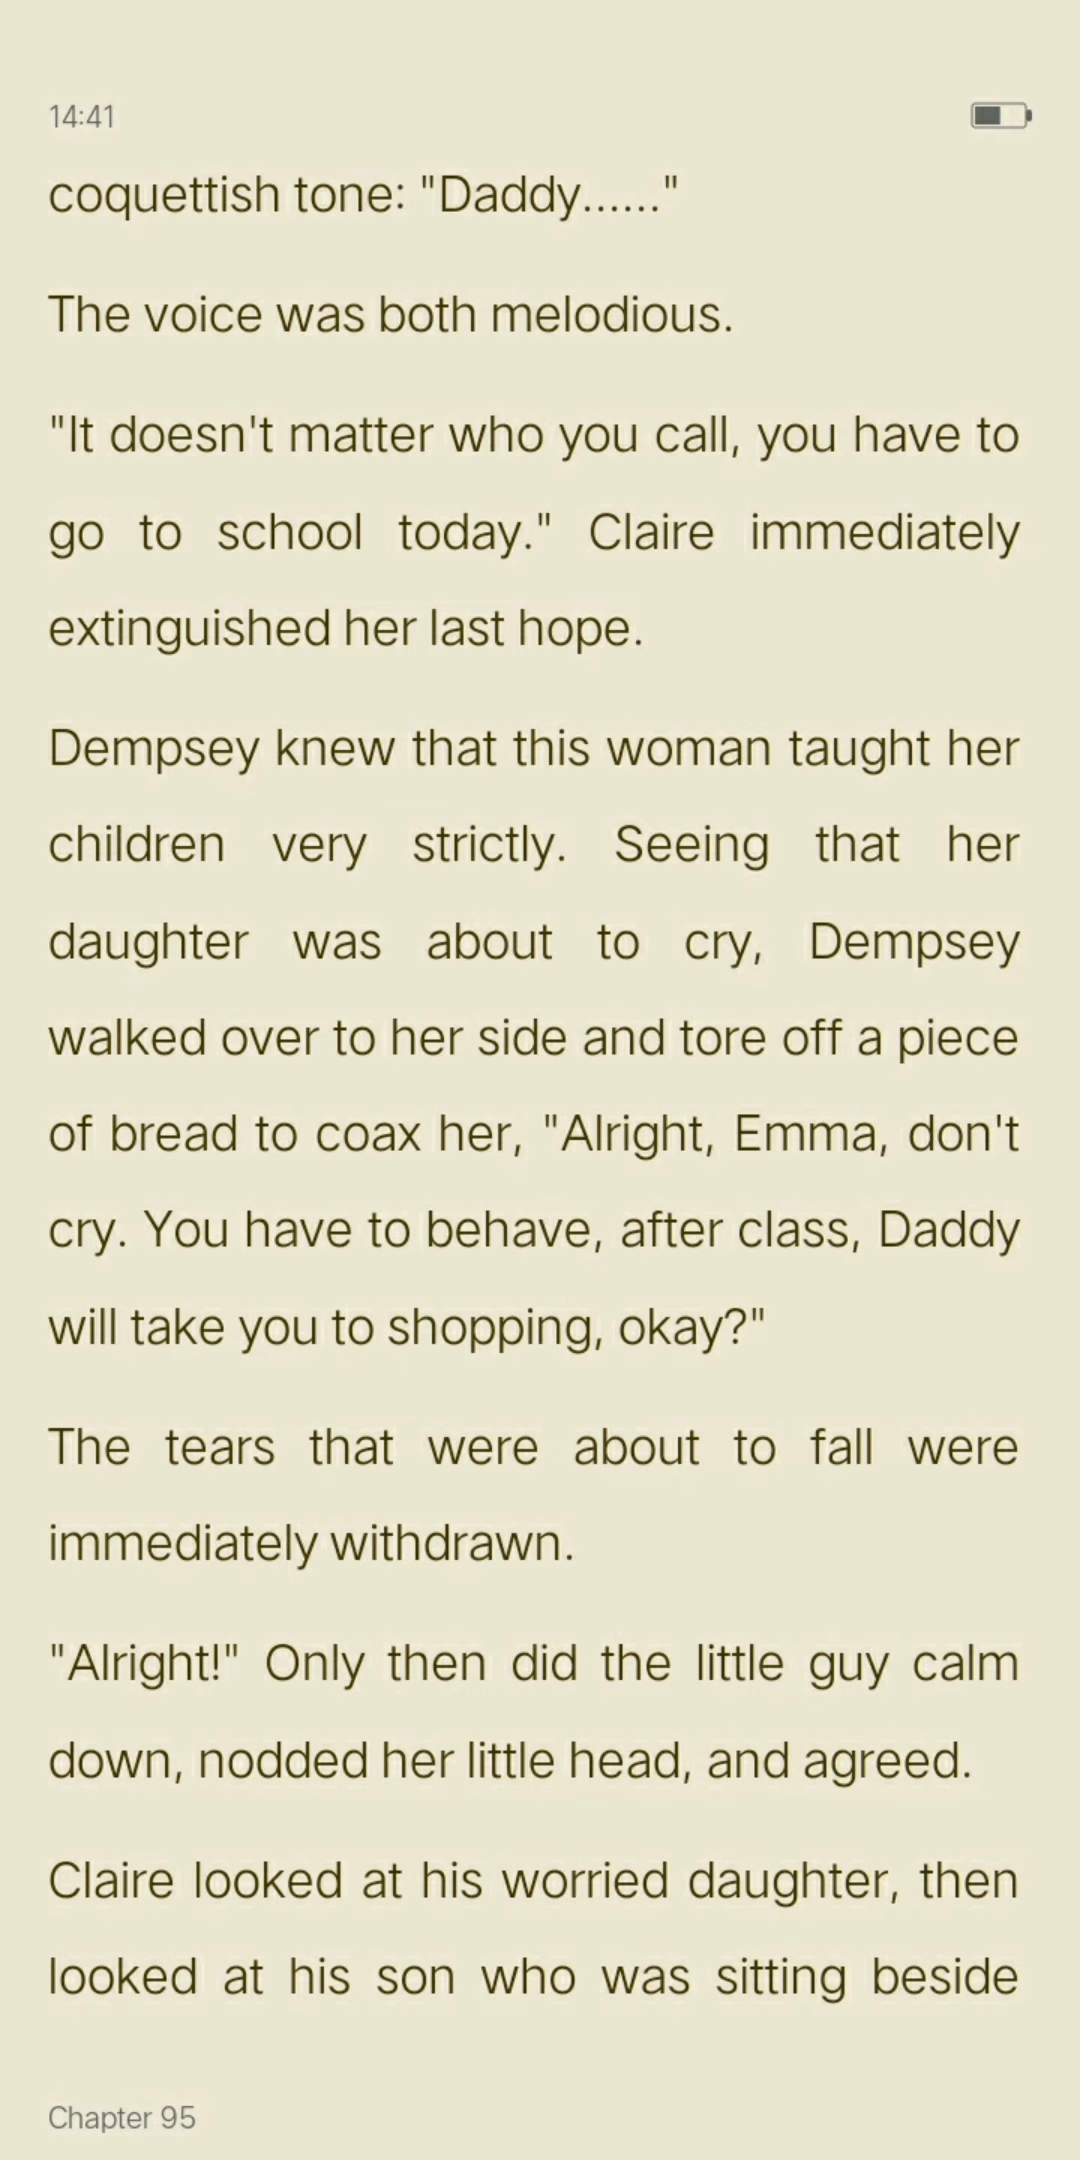 14:41
coquettish tone: "Daddy......"
The voice was both melodious.
"It doesn't matter who you call, you have to
go to school today." Claire immediately
extinguished her last hope.
Dempsey knew that this woman taught her
children very strictly. Seeing that her
daughter was about to cry, Dempsey
walked over to her side and tore off a piece
of bread to coax her, "Alright, Emma, don't
cry. You have to behave, after class, Daddy
will take you to shopping, okay?"
The tears that were about to fall were
immediately withdrawn.
"Alright!" Only then did the little guy calm
down, nodded her little head, and agreed.
Claire looked at his worried daughter, then
looked at his son who was sitting beside
Chapter 95